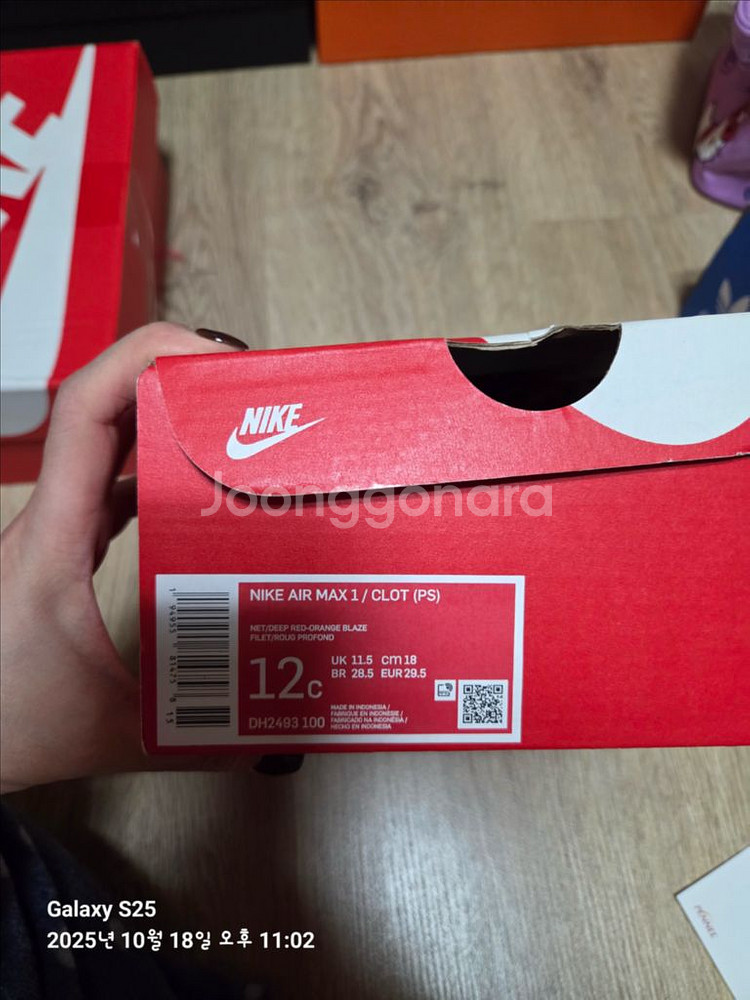 NIKE
Joonggonara
NIKE AIR MAX 1 / CLOT (PS)
NET/DEEP RED-ORANGE BLAZE
FILET/ROUG PROFOND
12C
UK 11.5 cm 18
BR 28.5 EUR 29.5
DH2493 100
MADE IN INDONESIA /
FABRIQUE EN INDONESIE /
FABRICADO NA INDONÉSIA /
HECHO EN INDONESIA
Galaxy S25
2025년 10월 18일 오후 11:02